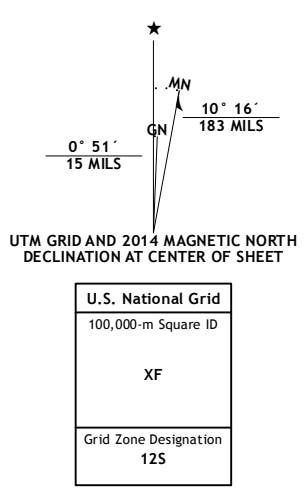 ★
MN
10° 16´
183 MILS
GN
0° 51´
15 MILS
UTM GRID AND 2014 MAGNETIC NORTH
DECLINATION AT CENTER OF SHEET
U.S. National Grid
100,000-m Square ID
XF
Grid Zone Designation
12S